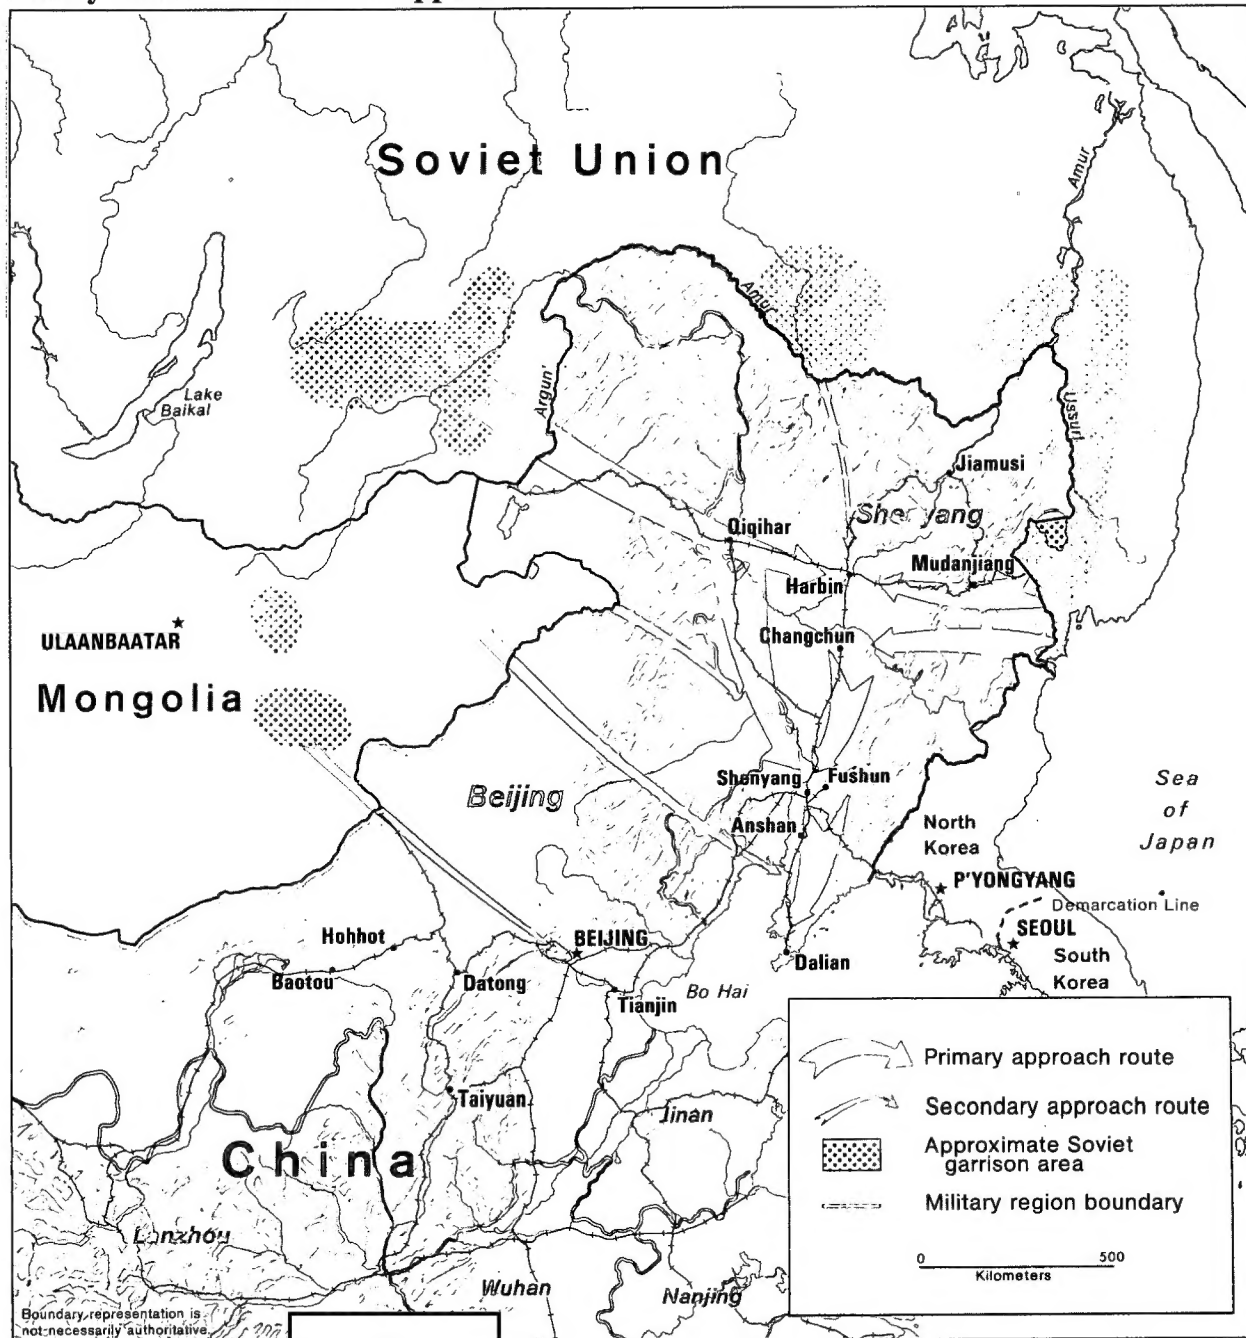 Soviet Union
Amur
Amur
Argun'
Lake
Baikal
Ussuri
Jiamusi
Shenyang
Qiqihar
Mudanjiang
Harbin
ULAANBAATAR
Changchun
Mongolia
Shenyang
Fushun
Beijing
Sea
of
Japan
Anshan
North
Korea
P'YONGYANG
Demarcation Line
Hohhot
BEIJING
SEOUL
Baotou
Datong
Dalian
South
Korea
Tianjin
Bo Hai
Primary approach route
Taiyuan
Jinan
Secondary approach route
China
Approximate Soviet
garrison area
Military region boundary
Lanzhou
0
500
Kilometers
Wuhan
Nanjing
Boundary representation is
not necessarily authoritative.